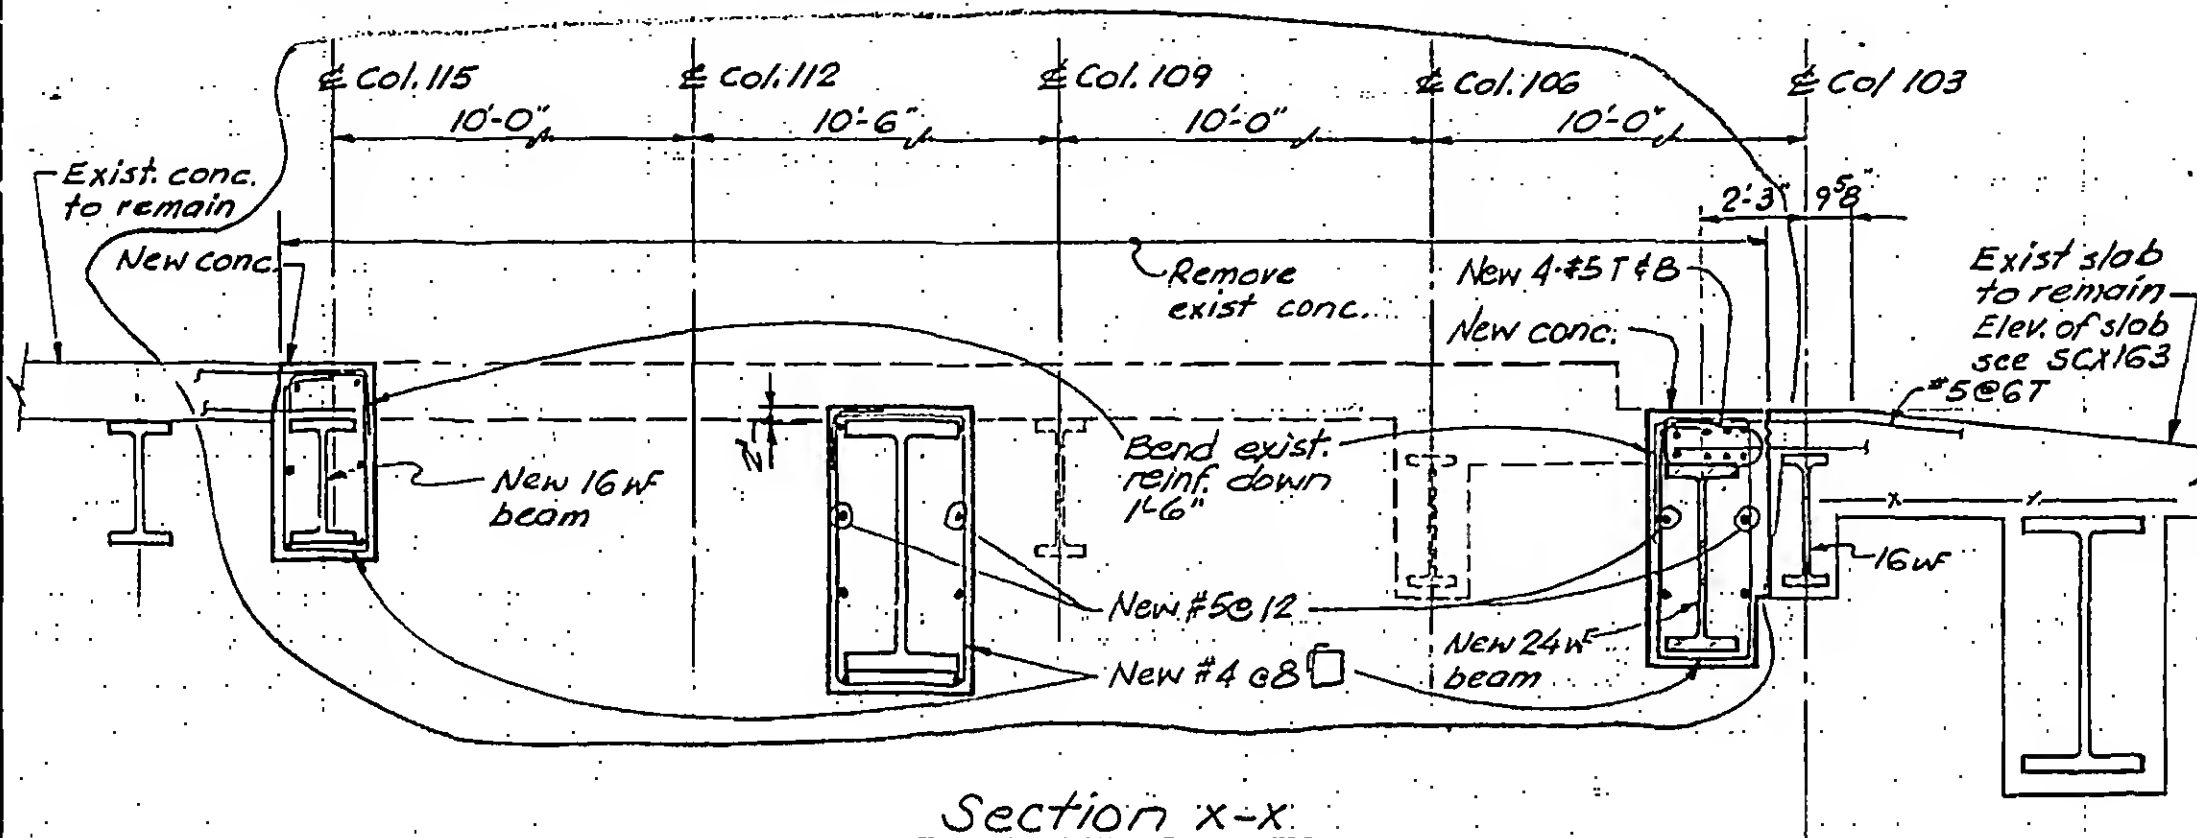 ℄ Col. 115
℄ Col. 112
℄ Col. 109
℄ Col. 106
℄ Col 103
10'-0"
10'-6"
10'-0"
10'-0"
2'-3"
9 5/8"
Exist. conc.
to remain
New conc.
Remove
exist conc.
New 4-#5 T & B
New conc.
Exist slab
to remain
Elev. of slab
see SCX163
#5@6T
2"
Bend exist.
reinf. down
1'-6"
New 16 WF
beam
New #5@12
16 WF
New #4 @8
New 24 WF
beam
Section x-x